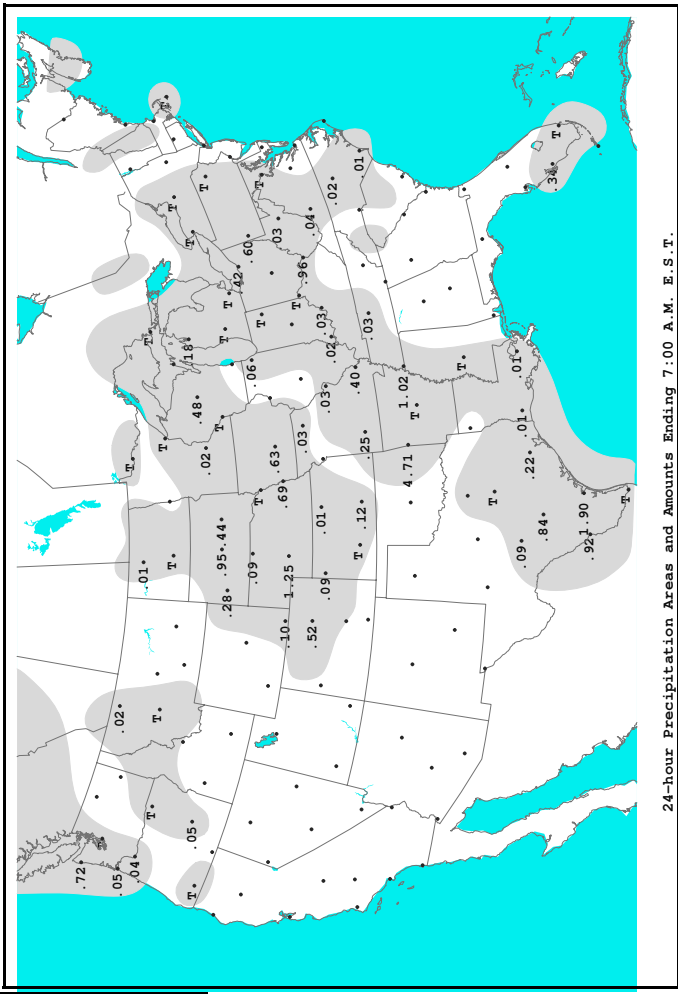 .72
.05
.04
.02
T
T
T
T
.01
T
T
T
T
T
.05
T
.18
T
T
.48
.02
T
.28
.95
.44
T
T
T
.42
.60
.09
.06
T
T
T
.63
.03
.10
1.25
.69
T
.03
.96
.52
.04
.09
.01
.03
.03
.02
.02
T
.12
.40
.01
.25
.03
4.71
1.02
T
T
T
.01
.09
.01
.22
.84
.34
T
.92
1.90
T
24-hour Precipitation Areas and Amounts Ending 7:00 A.M. E.S.T.